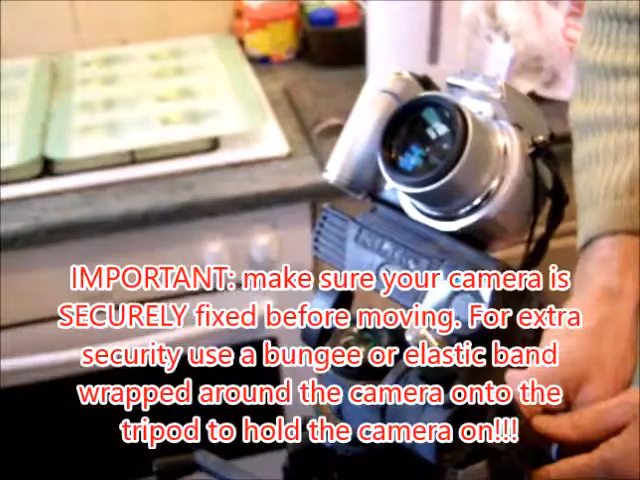 IMPORTANT: make sure your camera is
SECURELY fixed before moving. For extra
security use a bungee or elastic band
wrapped around the camera onto the
tripod to hold the camera on!!!